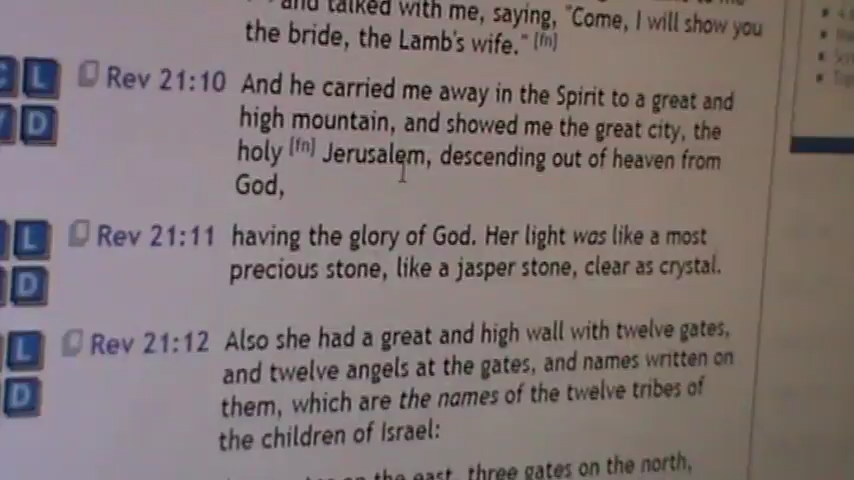 and talked with me, saying, "Come, I will show you
the bride, the Lamb's wife." [fn]
L
Rev 21:10 And he carried me away in the Spirit to a great and
D
high mountain, and showed me the great city, the
holy [fn] Jerusalem, descending out of heaven from
God,
L
Rev 21:11 having the glory of God. Her light was like a most
D
precious stone, like a jasper stone, clear as crystal.
L
Rev 21:12 Also she had a great and high wall with twelve gates,
D
and twelve angels at the gates, and names written on
them, which are the names of the twelve tribes of
the children of Israel:
on the east, three gates on the north,